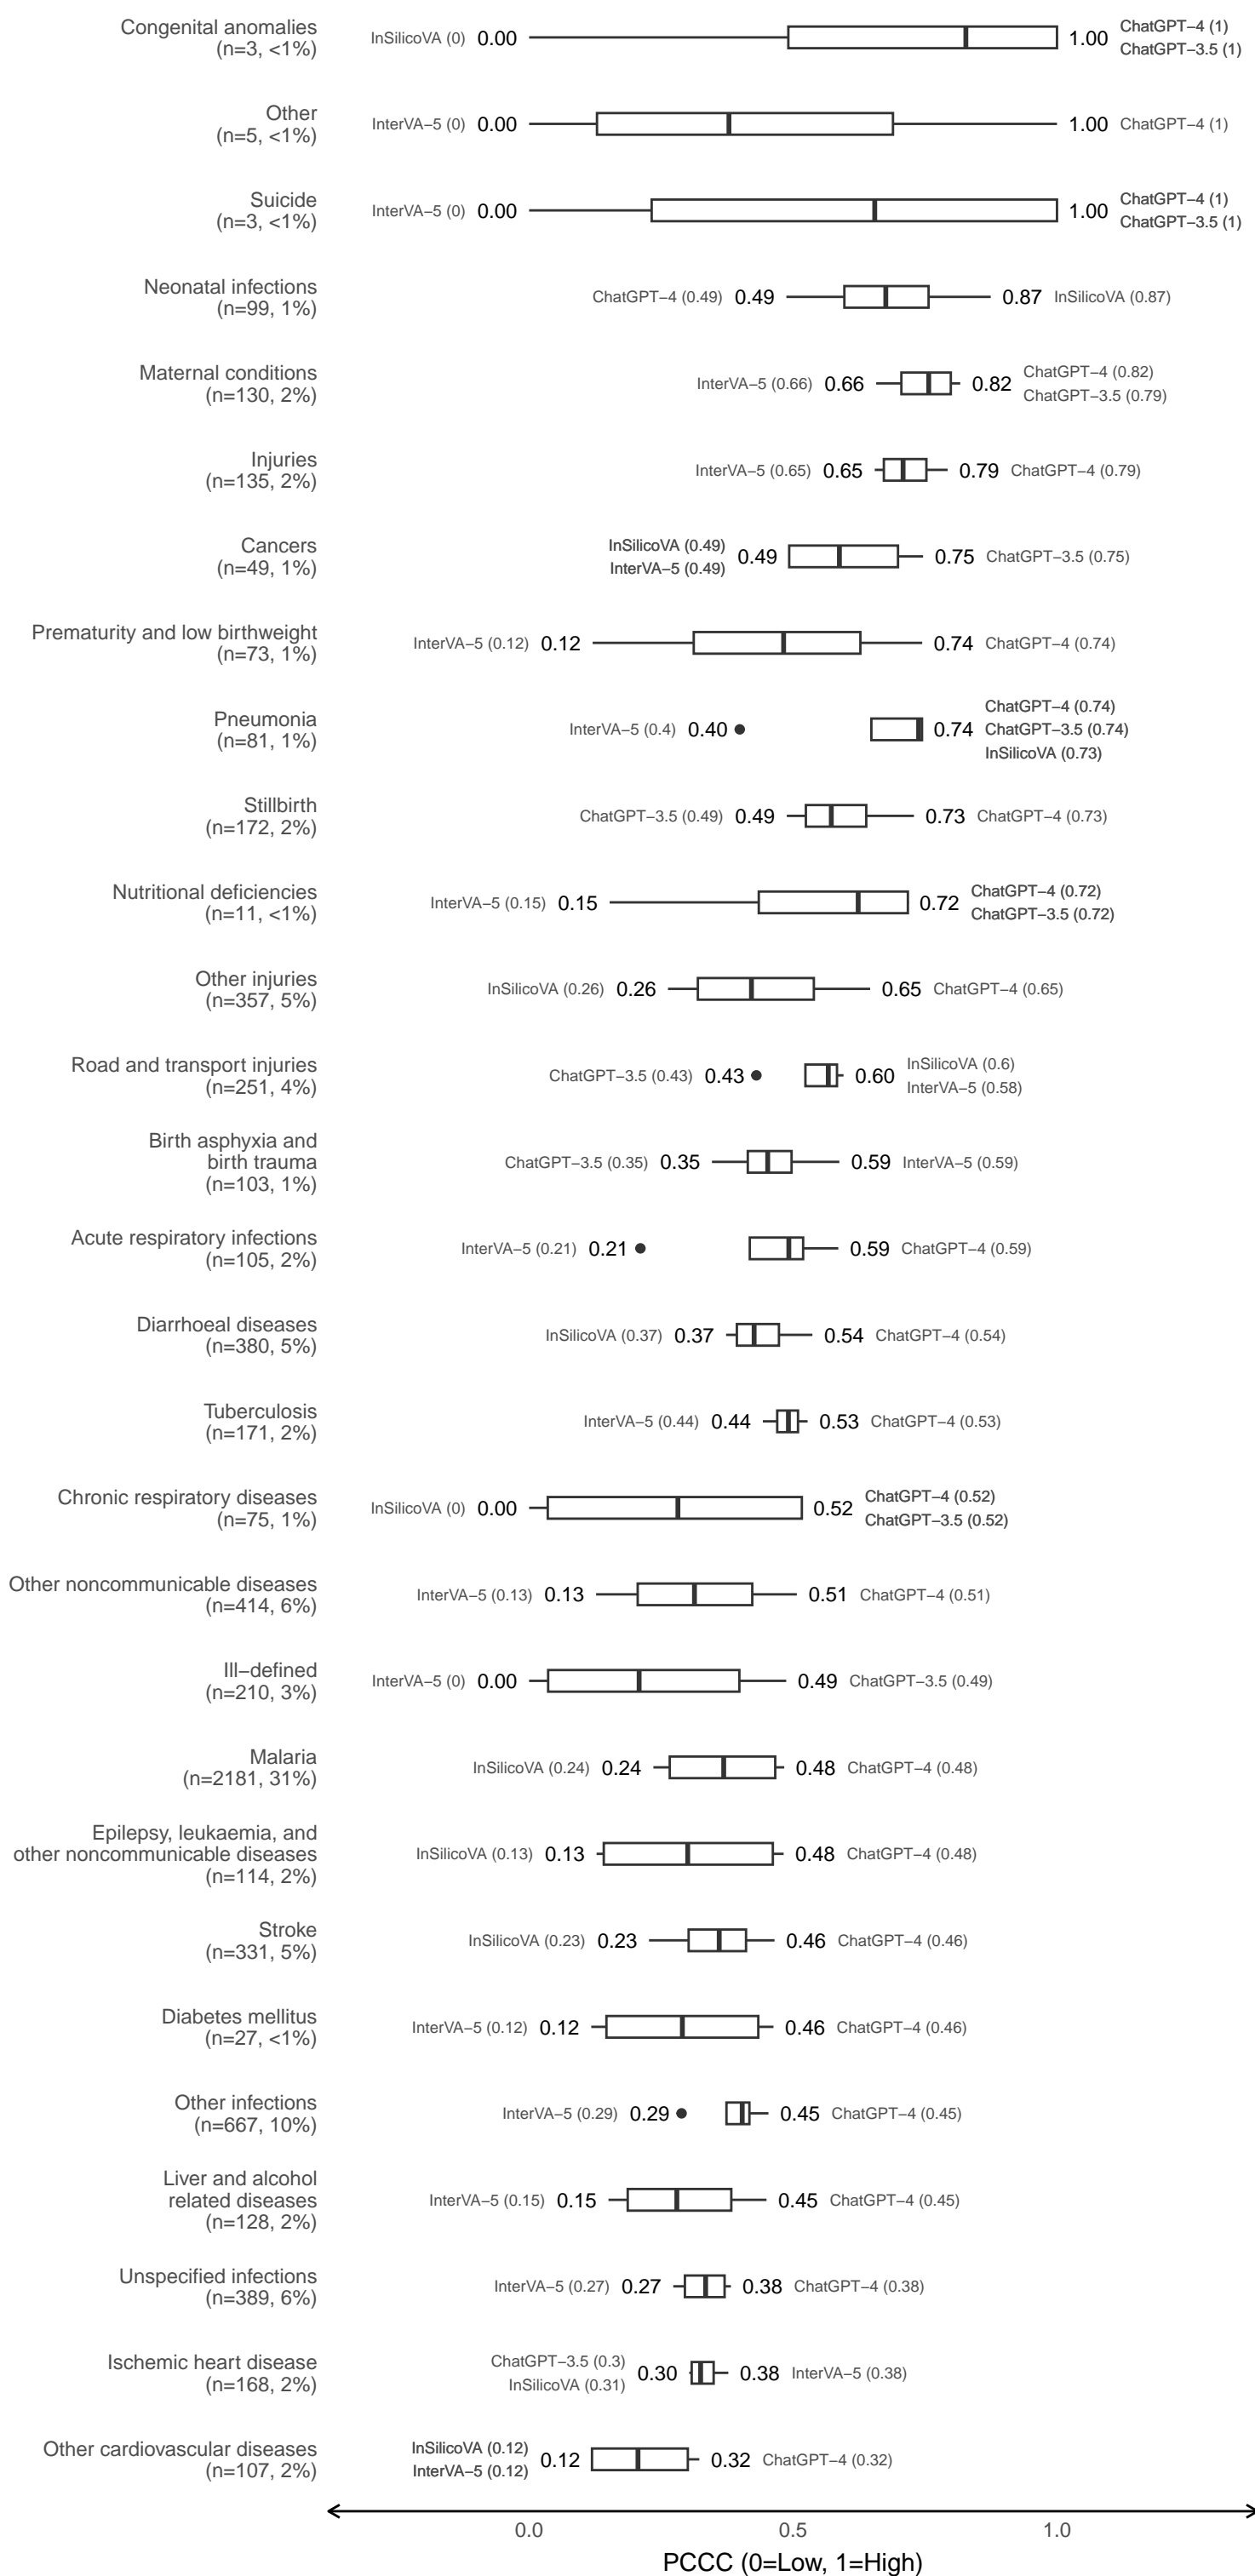 Congenital anomalies
(n=3, <1%)
InSilicoVA (0) 0.00
1.00
ChatGPT−4 (1)
ChatGPT−3.5 (1)
Other
(n=5, <1%)
InterVA−5 (0) 0.00
1.00 ChatGPT−4 (1)
Suicide
(n=3, <1%)
InterVA−5 (0) 0.00
1.00
ChatGPT−4 (1)
ChatGPT−3.5 (1)
Neonatal infections
(n=99, 1%)
ChatGPT−4 (0.49) 0.49
0.87 InSilicoVA (0.87)
Maternal conditions
(n=130, 2%)
InterVA−5 (0.66) 0.66
0.82
ChatGPT−4 (0.82)
ChatGPT−3.5 (0.79)
Injuries
(n=135, 2%)
InterVA−5 (0.65) 0.65
0.79 ChatGPT−4 (0.79)
Cancers
(n=49, 1%)
InSilicoVA (0.49)
InterVA−5 (0.49)
0.49
0.75 ChatGPT−3.5 (0.75)
Prematurity and low birthweight
(n=73, 1%)
InterVA−5 (0.12) 0.12
0.74 ChatGPT−4 (0.74)
Pneumonia
(n=81, 1%)
InterVA−5 (0.4) 0.40
0.74
ChatGPT−4 (0.74)
ChatGPT−3.5 (0.74)
InSilicoVA (0.73)
Stillbirth
(n=172, 2%)
ChatGPT−3.5 (0.49) 0.49
0.73 ChatGPT−4 (0.73)
Nutritional deficiencies
(n=11, <1%)
InterVA−5 (0.15) 0.15
0.72
ChatGPT−4 (0.72)
ChatGPT−3.5 (0.72)
Other injuries
(n=357, 5%)
InSilicoVA (0.26) 0.26
0.65 ChatGPT−4 (0.65)
Road and transport injuries
(n=251, 4%)
ChatGPT−3.5 (0.43) 0.43
0.60
InSilicoVA (0.6)
InterVA−5 (0.58)
Birth asphyxia and
birth trauma
(n=103, 1%)
ChatGPT−3.5 (0.35) 0.35
0.59 InterVA−5 (0.59)
Acute respiratory infections
(n=105, 2%)
InterVA−5 (0.21) 0.21
0.59 ChatGPT−4 (0.59)
Diarrhoeal diseases
(n=380, 5%)
InSilicoVA (0.37) 0.37
0.54 ChatGPT−4 (0.54)
Tuberculosis
(n=171, 2%)
InterVA−5 (0.44) 0.44
0.53 ChatGPT−4 (0.53)
Chronic respiratory diseases
(n=75, 1%)
InSilicoVA (0) 0.00
0.52
ChatGPT−4 (0.52)
ChatGPT−3.5 (0.52)
Other noncommunicable diseases
(n=414, 6%)
InterVA−5 (0.13) 0.13
0.51 ChatGPT−4 (0.51)
Ill−defined
(n=210, 3%)
InterVA−5 (0) 0.00
0.49 ChatGPT−3.5 (0.49)
Malaria
(n=2181, 31%)
InSilicoVA (0.24) 0.24
0.48 ChatGPT−4 (0.48)
Epilepsy, leukaemia, and
other noncommunicable diseases
(n=114, 2%)
InSilicoVA (0.13) 0.13
0.48 ChatGPT−4 (0.48)
Stroke
(n=331, 5%)
InSilicoVA (0.23) 0.23
0.46 ChatGPT−4 (0.46)
Diabetes mellitus
(n=27, <1%)
InterVA−5 (0.12) 0.12
0.46 ChatGPT−4 (0.46)
Other infections
(n=667, 10%)
InterVA−5 (0.29) 0.29
0.45 ChatGPT−4 (0.45)
Liver and alcohol
related diseases
(n=128, 2%)
InterVA−5 (0.15) 0.15
0.45 ChatGPT−4 (0.45)
Unspecified infections
(n=389, 6%)
InterVA−5 (0.27) 0.27
0.38 ChatGPT−4 (0.38)
Ischemic heart disease
(n=168, 2%)
ChatGPT−3.5 (0.3)
InSilicoVA (0.31)
0.30
0.38 InterVA−5 (0.38)
Other cardiovascular diseases
(n=107, 2%)
InSilicoVA (0.12)
InterVA−5 (0.12)
0.12
0.32 ChatGPT−4 (0.32)
0.0 0.5 1.0
PCCC (0=Low, 1=High)